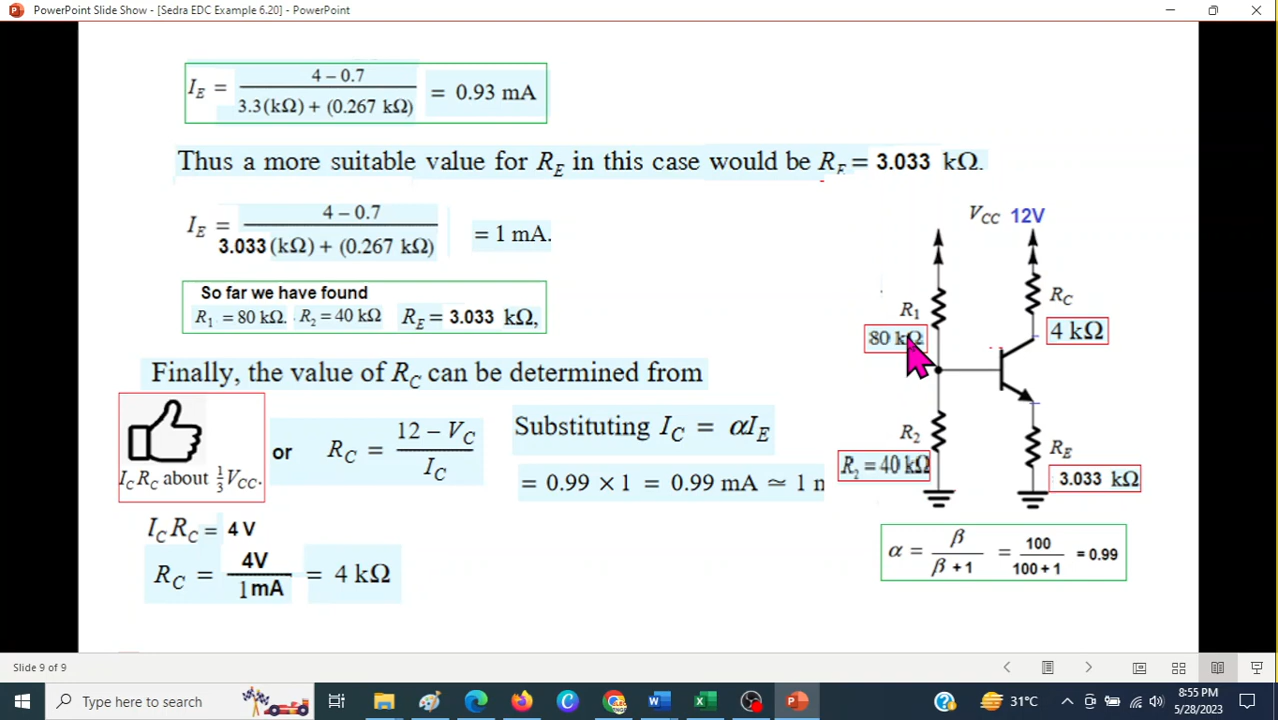 PowerPoint Slide Show - [Sedra EDC Example 6.20] - PowerPoint
I_E = (4 – 0.7) / (3.3(kΩ) + (0.267 kΩ)) = 0.93 mA
Thus a more suitable value for R_E in this case would be R_E = 3.033 kΩ.
I_E = (4 – 0.7) / (3.033(kΩ) + (0.267 kΩ)) = 1 mA.
So far we have found
R₁ = 80 kΩ. R₂ = 40 kΩ R_E = 3.033 kΩ,
Finally, the value of R_C can be determined from
I_C R_C about ⅓ V_CC.
or R_C = (12 – V_C) / I_C
Substituting I_C = αI_E
= 0.99 × 1 = 0.99 mA ≃ 1 m
I_C R_C = 4 V
R_C = 4V / 1mA = 4 kΩ
V_CC 12V
R₁
80 kΩ
R_C
4 kΩ
R₂
R₂ = 40 kΩ
R_E
3.033 kΩ
α = β / (β + 1) = 100 / (100 + 1) = 0.99
Slide 9 of 9
Type here to search
31°C
8:55 PM
5/28/2023